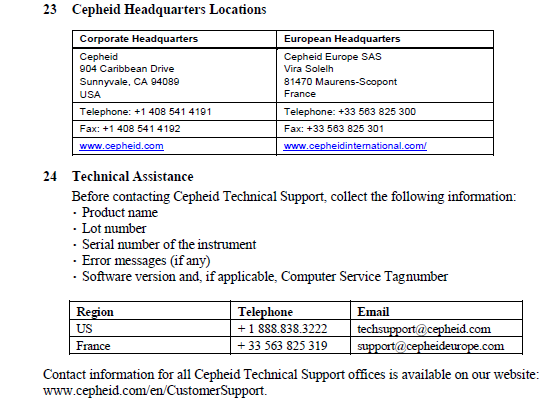 23 Cepheid Headquarters Locations
Corporate Headquarters European Headquarters
Cepheid Cepheid Europe SAS
904 Caribbean Drive Vira Solelh
Sunnyvale, CA 94089 81470 Maurens-Scopont
USA France
Telephone: +1 408 541 4191 Telephone: +33 563 825 300
Fax: +1 408 541 4192 Fax: +33 563 825 301
www.cepheid.com www.cepheidinternational.com/
24 Technical Assistance
Before contacting Cepheid Technical Support, collect the following information:
· Product name
· Lot number
· Serial number of the instrument
· Error messages (if any)
· Software version and, if applicable, Computer Service Tagnumber
Region Telephone Email
US + 1 888.838.3222 techsupport@cepheid.com
France + 33 563 825 319 support@cepheideurope.com
Contact information for all Cepheid Technical Support offices is available on our website:
www.cepheid.com/en/CustomerSupport.